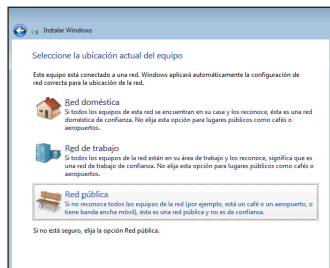 Instalar Windows
Seleccione la ubicación actual del equipo
Este equipo está conectado a una red. Windows aplicará automáticamente la configuración de
red correcta para la ubicación de la red.
Red doméstica
Si todos los equipos de esta red se encuentran en su casa y los reconoce, ésta es una red
doméstica de confianza. No elija esta opción para lugares públicos como cafés o
aeropuertos.
Red de trabajo
Si todos los equipos de la red están en su área de trabajo y los reconoce, significa que es
una red de trabajo de confianza. No elija esta opción para lugares públicos como cafés o
aeropuertos.
Red pública
Si no reconoce todos los equipos de la red (por ejemplo, está un café o un aeropuerto, o
tiene banda ancha móvil), ésta es una red pública y no es de confianza.
Si no está seguro, elija la opción Red pública.